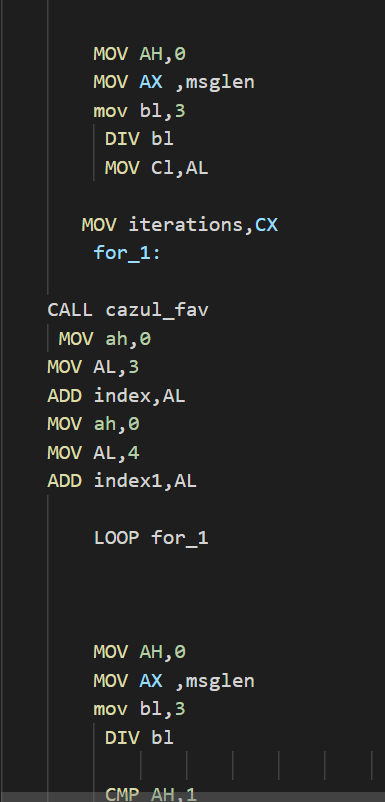 MOV AH,0
MOV AX ,msglen
mov bl,3
DIV bl
MOV Cl,AL
MOV iterations,CX
for_1:
CALL cazul_fav
MOV ah,0
MOV AL,3
ADD index,AL
MOV ah,0
MOV AL,4
ADD index1,AL
LOOP for_1
MOV AH,0
MOV AX ,msglen
mov bl,3
DIV bl
CMP AH,1